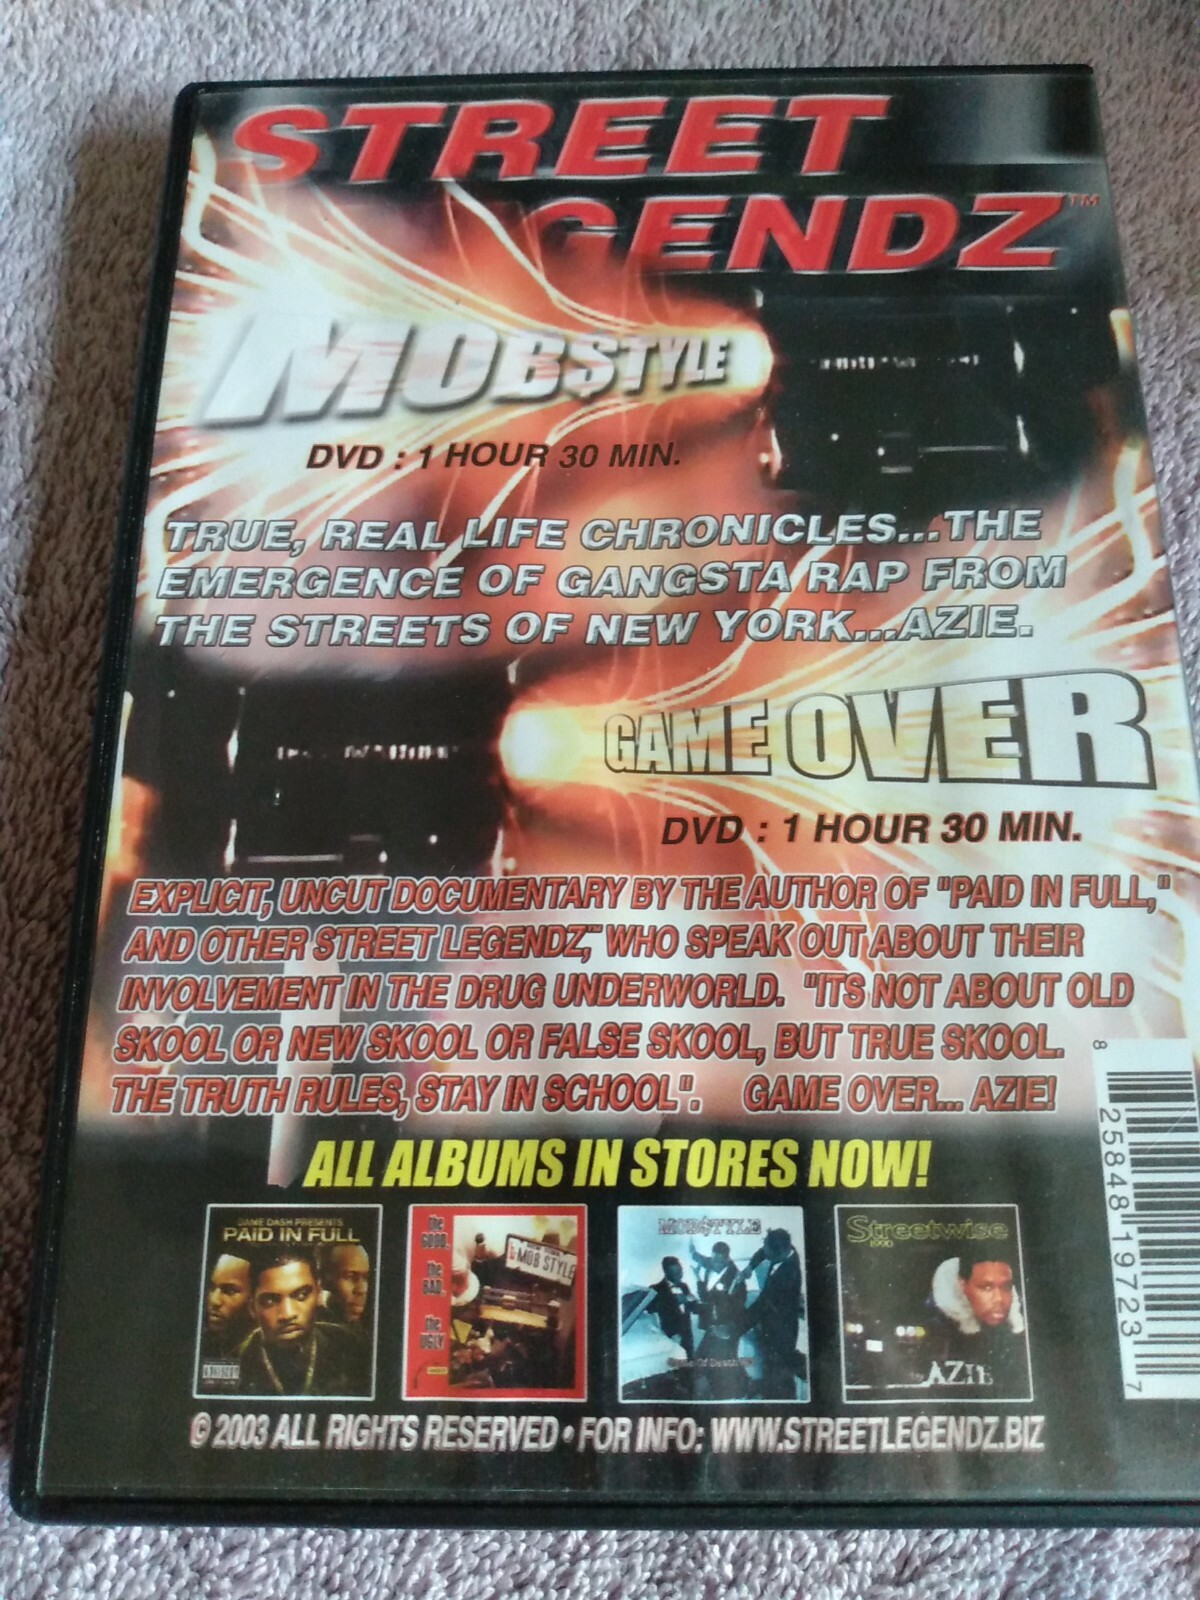 STREET
LEGENDZ™
MOB$TYLE
DVD : 1 HOUR 30 MIN.
TRUE, REAL LIFE CHRONICLES...THE
EMERGENCE OF GANGSTA RAP FROM
THE STREETS OF NEW YORK...AZIE.
GAME OVER
DVD : 1 HOUR 30 MIN.
EXPLICIT, UNCUT DOCUMENTARY BY THE AUTHOR OF "PAID IN FULL,"
AND OTHER STREET LEGENDZ,™ WHO SPEAK OUT ABOUT THEIR
INVOLVEMENT IN THE DRUG UNDERWORLD. "ITS NOT ABOUT OLD
SKOOL OR NEW SKOOL OR FALSE SKOOL, BUT TRUE SKOOL.
THE TRUTH RULES, STAY IN SCHOOL". GAME OVER... AZIE!
8 25848 19723 7
ALL ALBUMS IN STORES NOW!
DAME DASH PRESENTS
PAID IN FULL
the GOOD.
the BAD.
the UGLY
MOB STYLE
MOB$TYLE
Streetwise
AZIE
© 2003 ALL RIGHTS RESERVED • FOR INFO: WWW.STREETLEGENDZ.BIZ